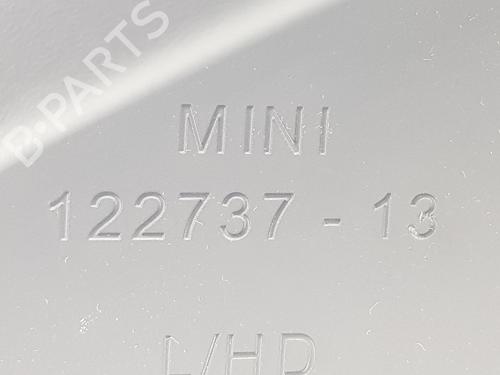 B-PARTS
MINI
122737 - 13
L/HD